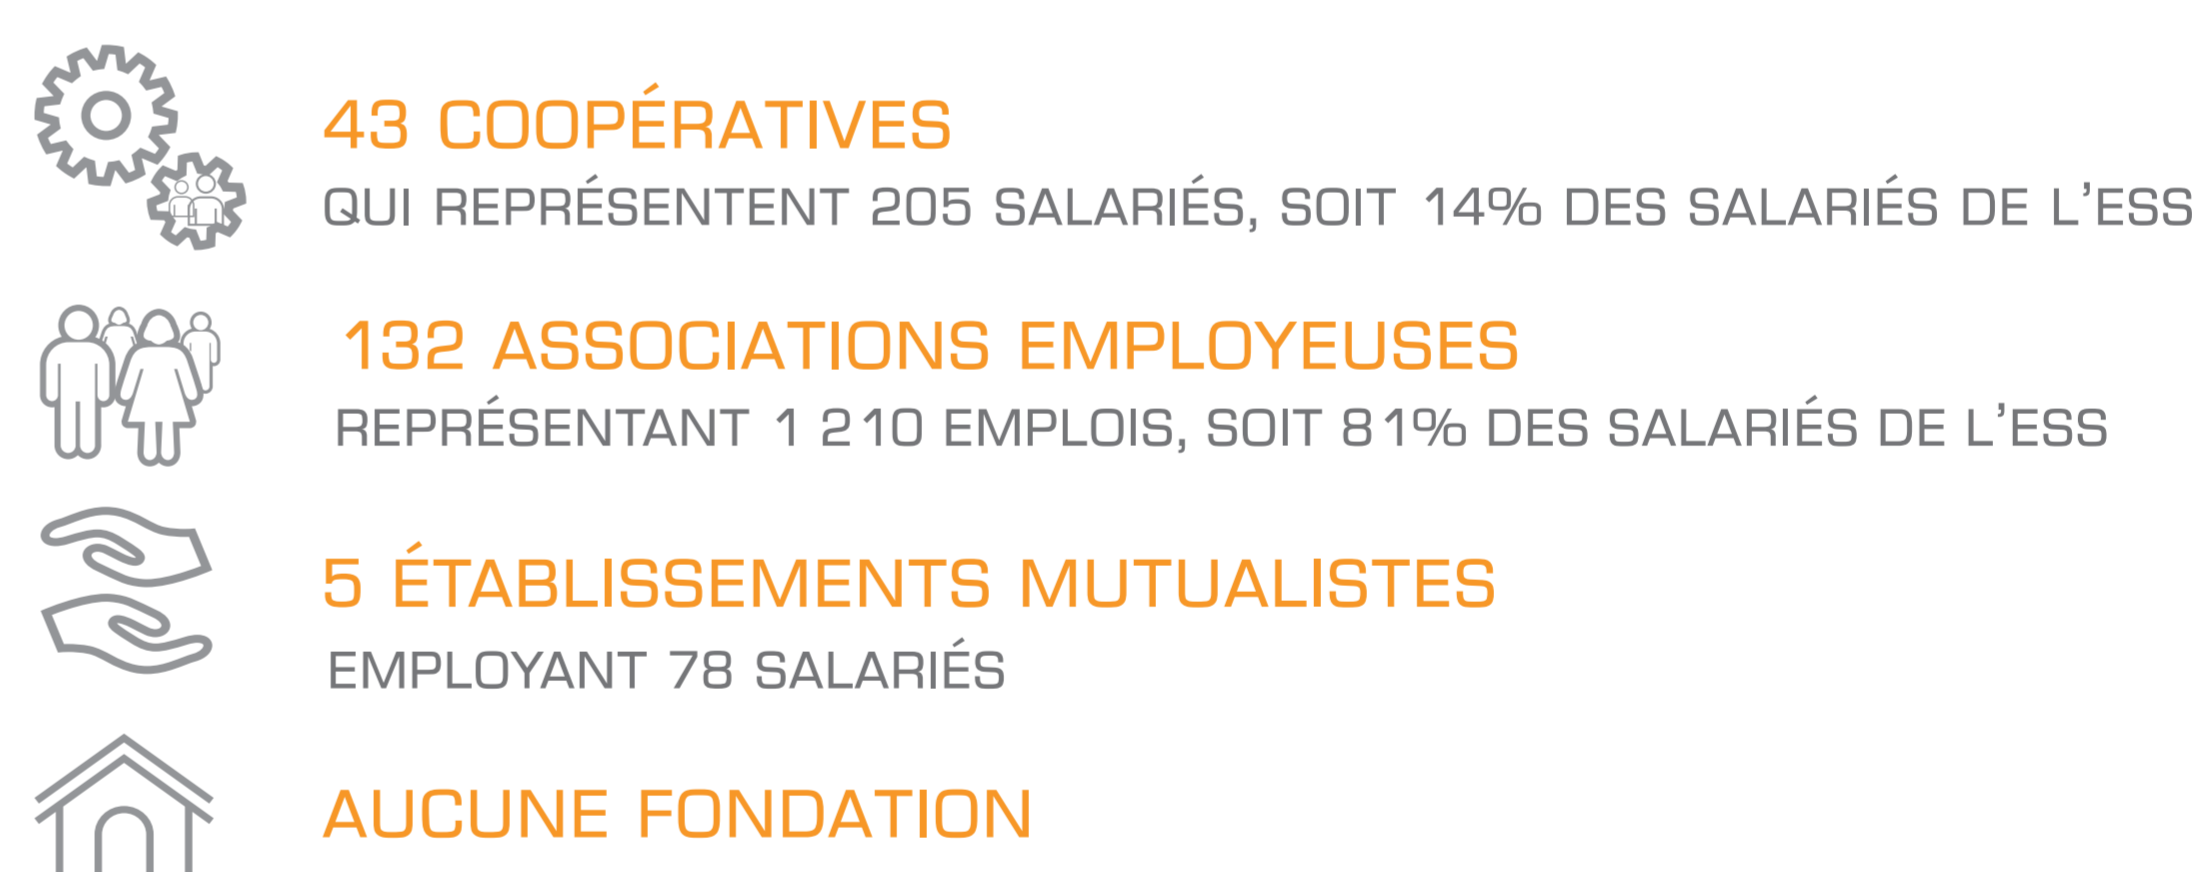 43 COOPÉRATIVES
QUI REPRÉSENTENT 205 SALARIÉS, SOIT 14% DES SALARIÉS DE L'ESS
132 ASSOCIATIONS EMPLOYEUSES
REPRÉSENTANT 1 210 EMPLOIS, SOIT 81% DES SALARIÉS DE L'ESS
5 ÉTABLISSEMENTS MUTUALISTES
EMPLOYANT 78 SALARIÉS
AUCUNE FONDATION